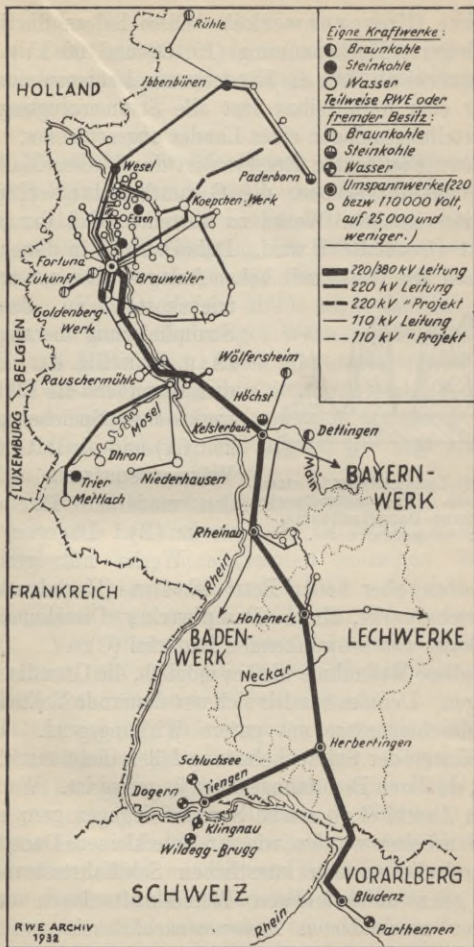 Rühle
HOLLAND
Ibbenbüren
Wesel
Essen
Koepchen Werk
Paderborn
Fortuna
Zukunft
Brauweiler
Goldenberg-
Werk
BELGIEN
Rauschermühle
Wölfersheim
Höchst
Kelsterbach
Dettingen
Main
LUXEMBURG
Mosel
Dhron
Trier
Mettlach
Niederhausen
BAYERN-
WERK
Rheinau
FRANKREICH
Rhein
Hoheneck
BADEN-
WERK
LECHWERKE
Neckar
Herbertingen
Schluchsee
Tiengen
Dogern
Klingnau
Wildegg-Brugg
SCHWEIZ
VORARLBERG
Bludenz
Rhein
Parthennen
RWE ARCHIV
1932
Eigne Kraftwerke:
Braunkohle
Steinkohle
Wasser
Teilweise RWE oder
fremder Besitz:
Braunkohle
Steinkohle
Wasser
Umspannwerke (220
bezw 110000 Volt,
auf 25000 und
weniger.)
220/380 kV Leitung
220 kV Leitung
220 kV " Projekt
110 kV Leitung
110 kV " Projekt